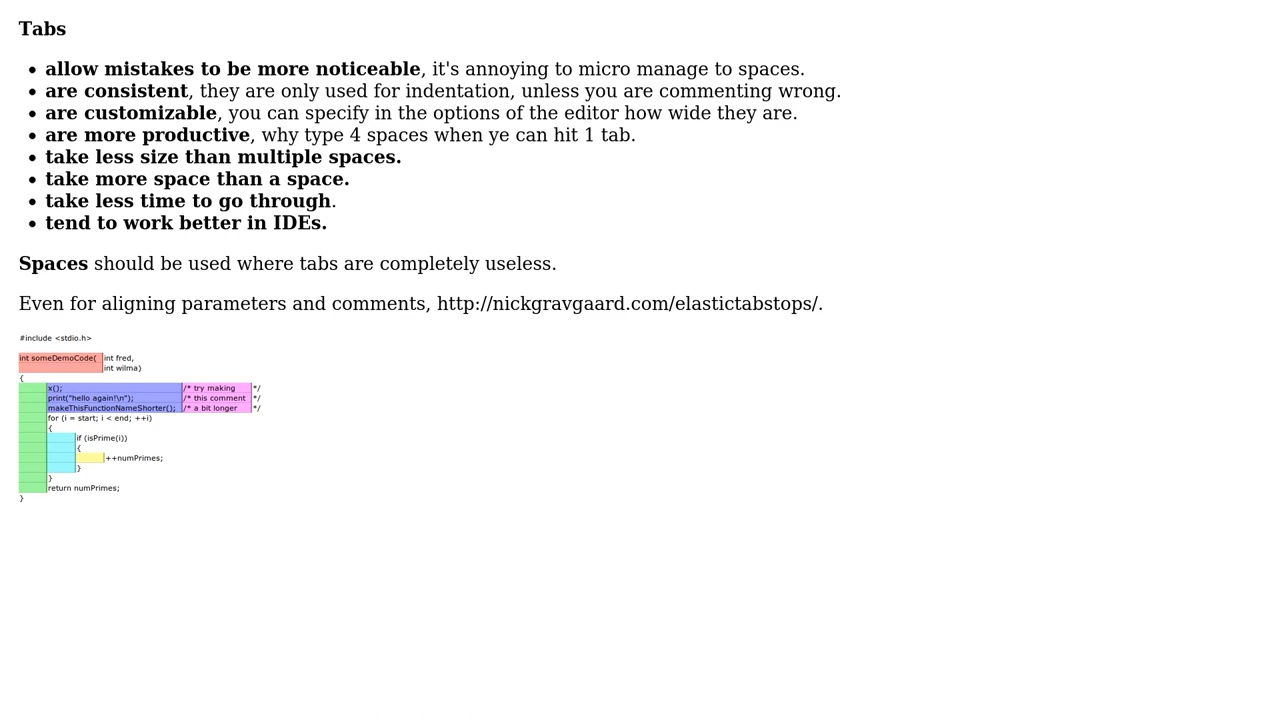 Tabs
• allow mistakes to be more noticeable, it's annoying to micro manage to spaces.
• are consistent, they are only used for indentation, unless you are commenting wrong.
• are customizable, you can specify in the options of the editor how wide they are.
• are more productive, why type 4 spaces when ye can hit 1 tab.
• take less size than multiple spaces.
• take more space than a space.
• take less time to go through.
• tend to work better in IDEs.
Spaces should be used where tabs are completely useless.
Even for aligning parameters and comments, http://nickgravgaard.com/elastictabstops/.
#include <stdio.h>
int someDemoCode( int fred,
int wilma)
{
x(); /* try making */
print("hello again!\n"); /* this comment */
makeThisFunctionNameShorter(); /* a bit longer */
for (i = start; i < end; ++i)
{
if (isPrime(i))
{
++numPrimes;
}
}
return numPrimes;
}